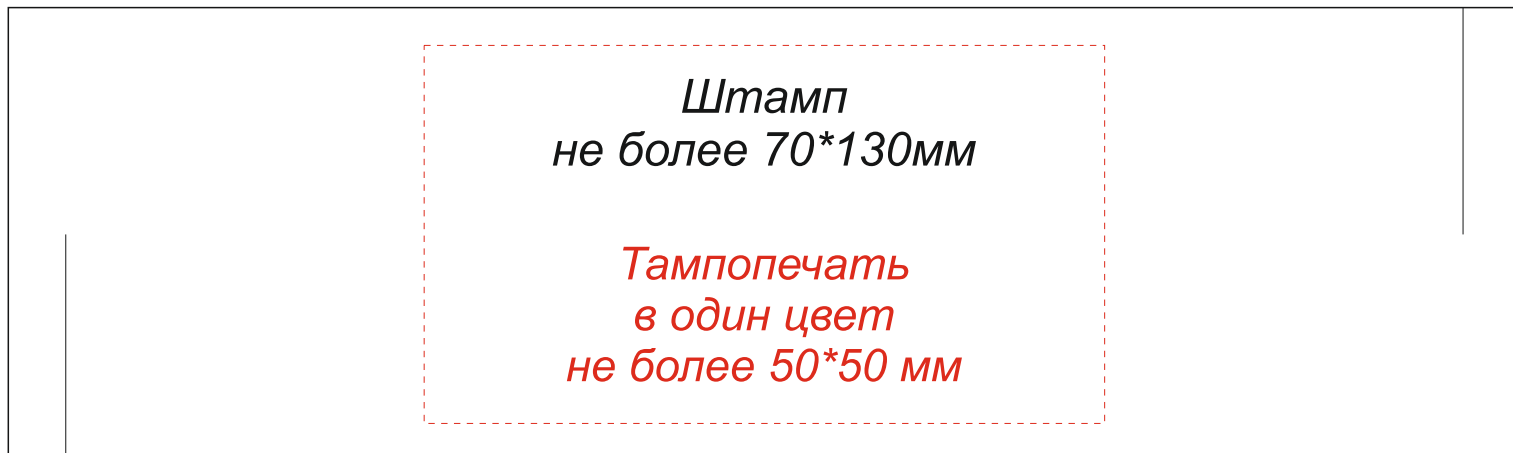 Штамп
не более 70*130мм
Тампопечать
в один цвет
не более 50*50 мм